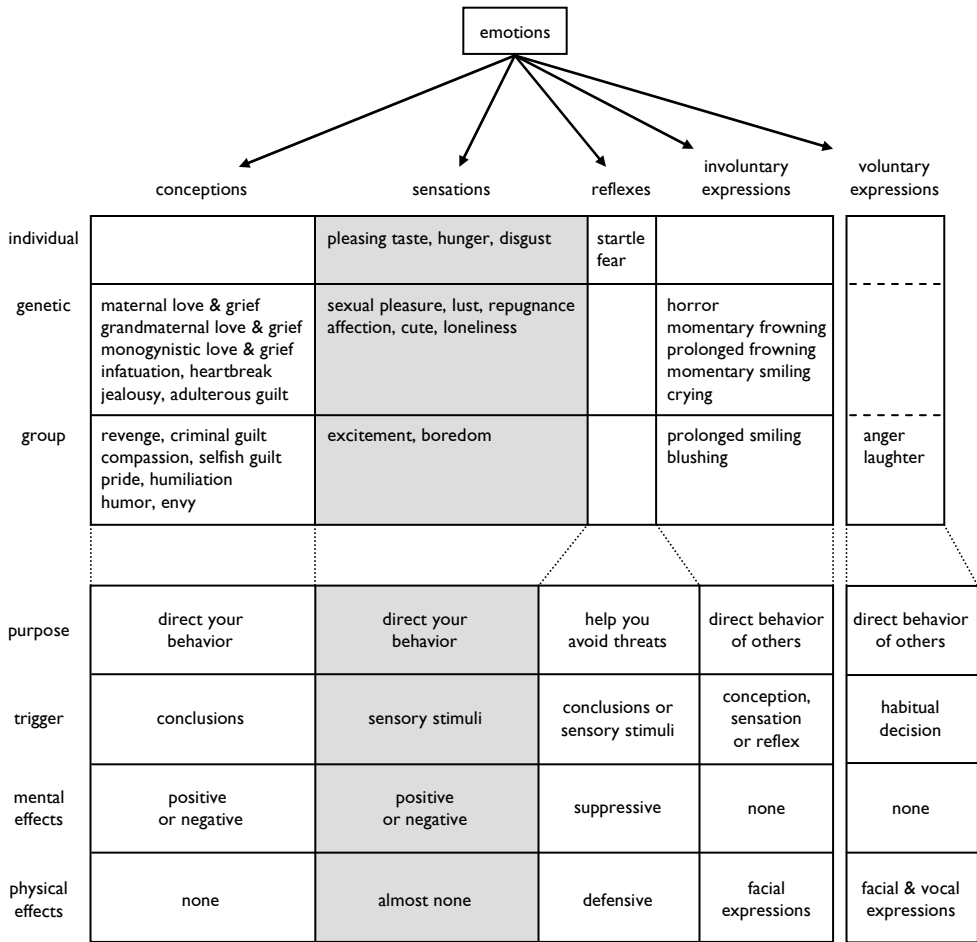 emotions
conceptions
sensations
reflexes
involuntary
expressions
voluntary
expressions
individual
pleasing taste, hunger, disgust
startle
fear
genetic
maternal love & grief
grandmaternal love & grief
monogynistic love & grief
infatuation, heartbreak
jealousy, adulterous guilt
sexual pleasure, lust, repugnance
affection, cute, loneliness
horror
momentary frowning
prolonged frowning
momentary smiling
crying
group
revenge, criminal guilt
compassion, selfish guilt
pride, humiliation
humor, envy
excitement, boredom
prolonged smiling
blushing
anger
laughter
purpose
direct your
behavior
direct your
behavior
help you
avoid threats
direct behavior
of others
direct behavior
of others
trigger
conclusions
sensory stimuli
conclusions or
sensory stimuli
conception,
sensation
or reflex
habitual
decision
mental
effects
positive
or negative
positive
or negative
suppressive
none
none
physical
effects
none
almost none
defensive
facial
expressions
facial & vocal
expressions